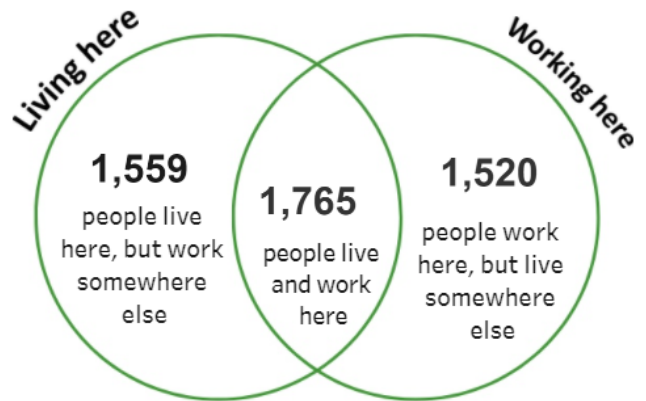 Living here
Working here
1,559
people live
here, but work
somewhere
else
1,765
people live
and work
here
1,520
people work
here, but live
somewhere
else